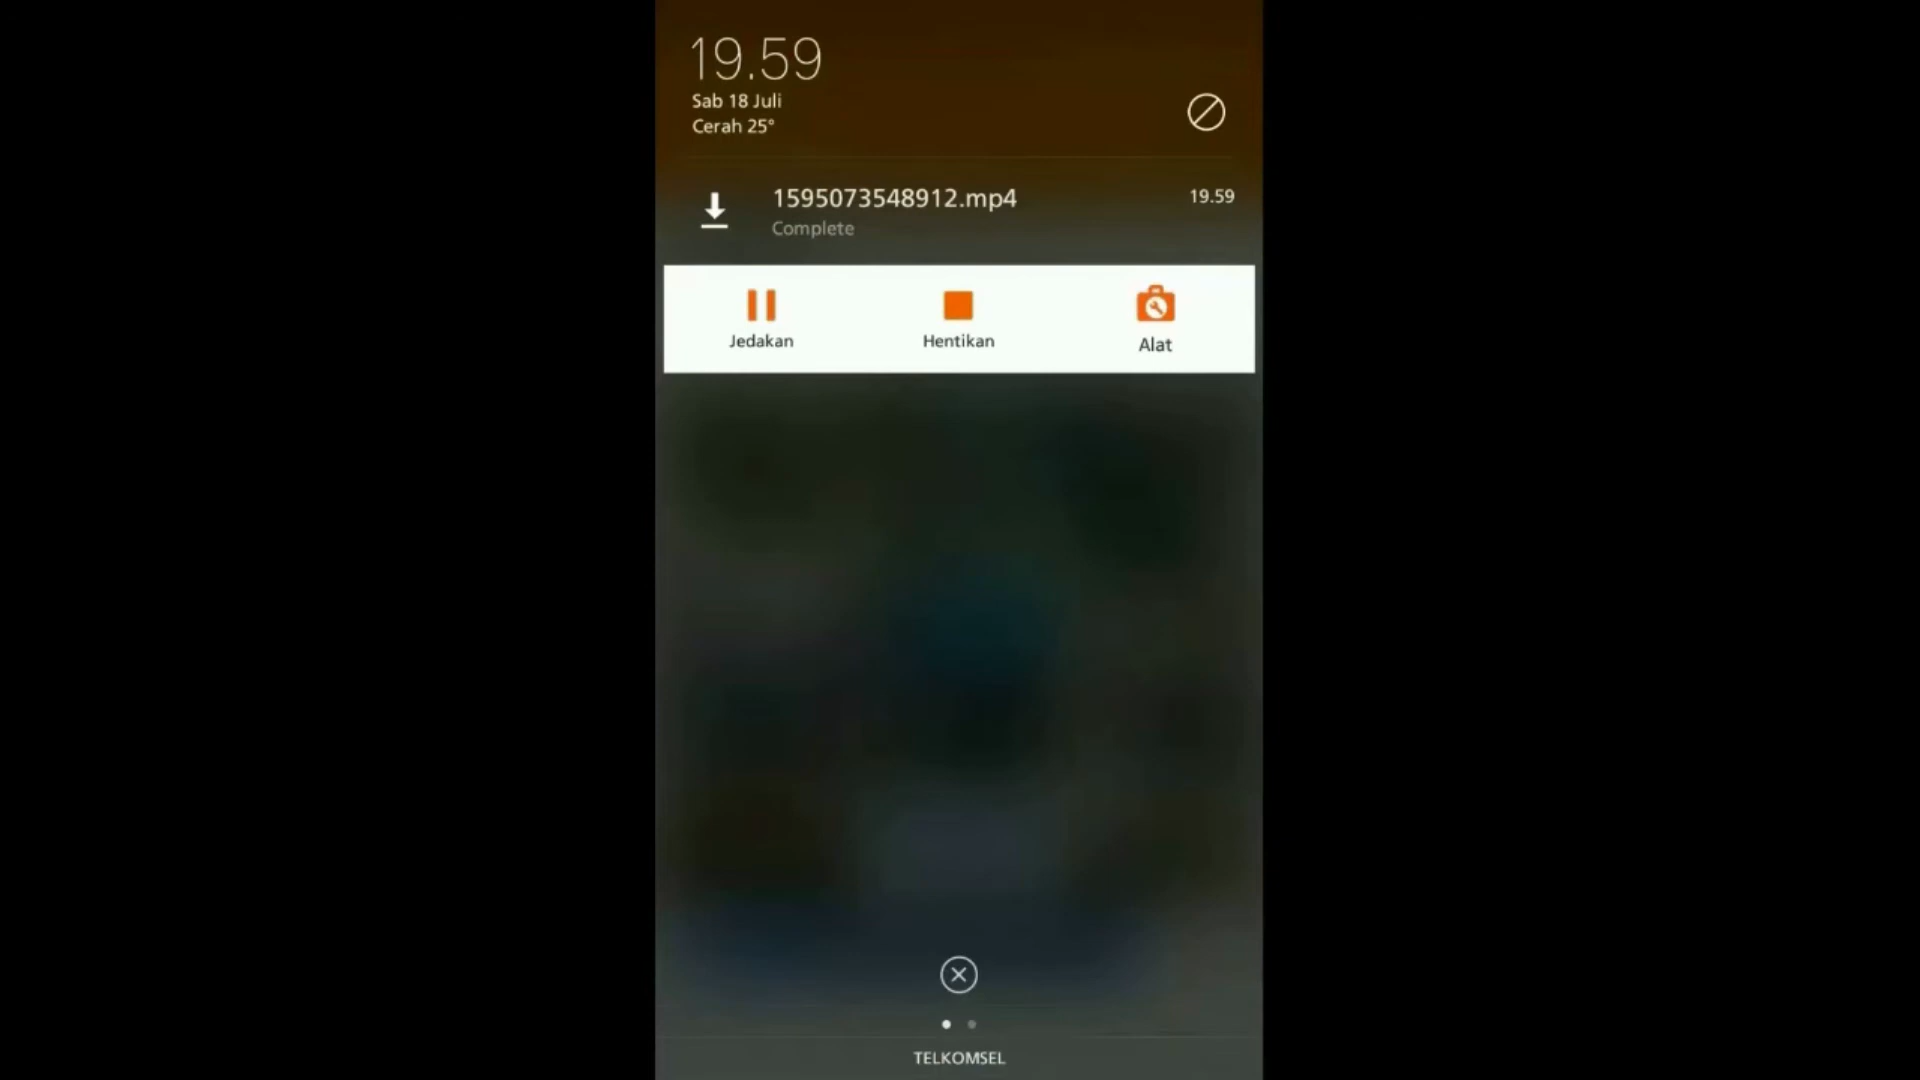 19.59
Sab 18 Juli
Cerah 25°
1595073548912.mp4
19.59
Complete
Jedakan
Hentikan
Alat
TELKOMSEL